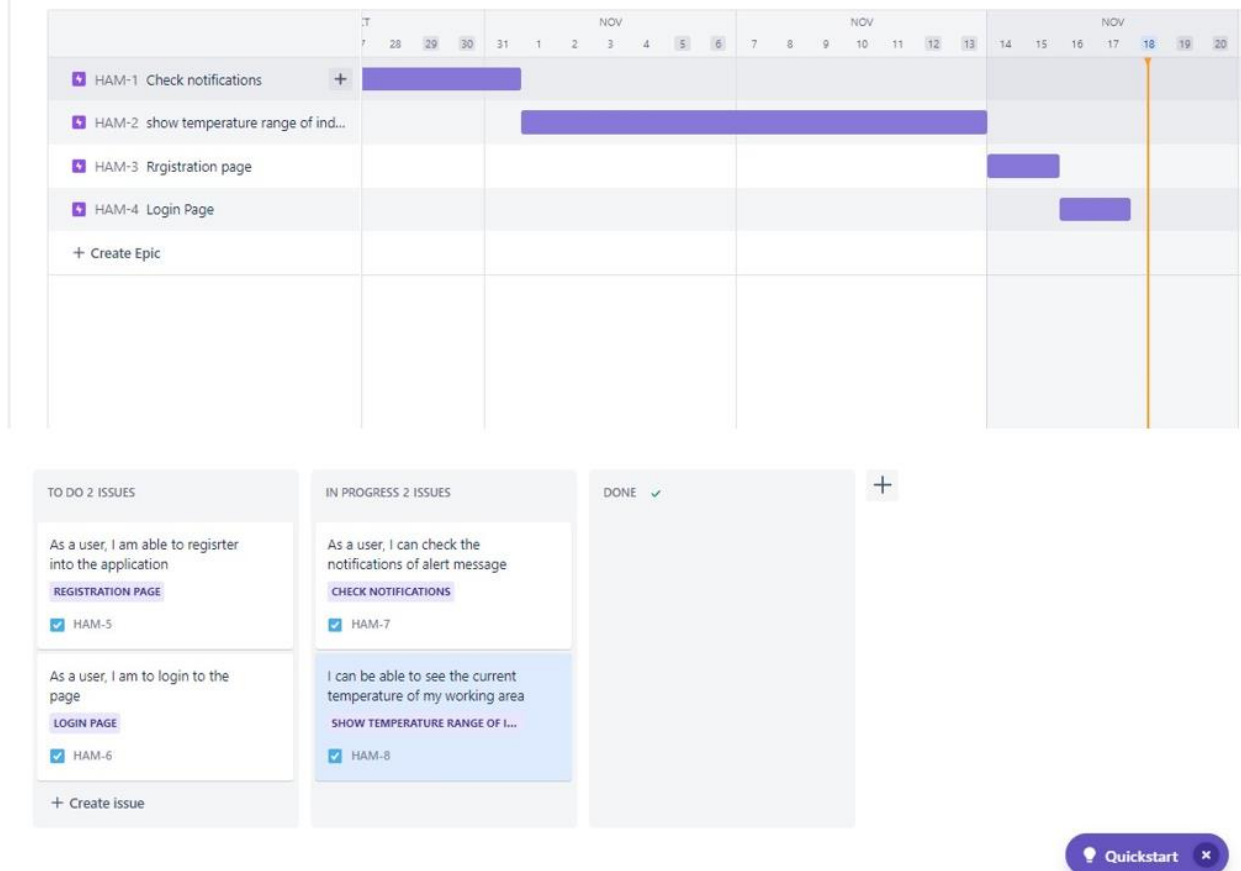 CT NOV NOV NOV
7 28 29 30 31 1 2 3 4 5 6 7 8 9 10 11 12 13 14 15 16 17 18 19 20
HAM-1 Check notifications +
HAM-2 show temperature range of ind...
HAM-3 Rrgistration page
HAM-4 Login Page
+ Create Epic
TO DO 2 ISSUES
As a user, I am able to regisrter
into the application
REGISTRATION PAGE
HAM-5
As a user, I am to login to the
page
LOGIN PAGE
HAM-6
+ Create issue
IN PROGRESS 2 ISSUES
As a user, I can check the
notifications of alert message
CHECK NOTIFICATIONS
HAM-7
I can be able to see the current
temperature of my working area
SHOW TEMPERATURE RANGE OF I...
HAM-8
DONE
+
Quickstart